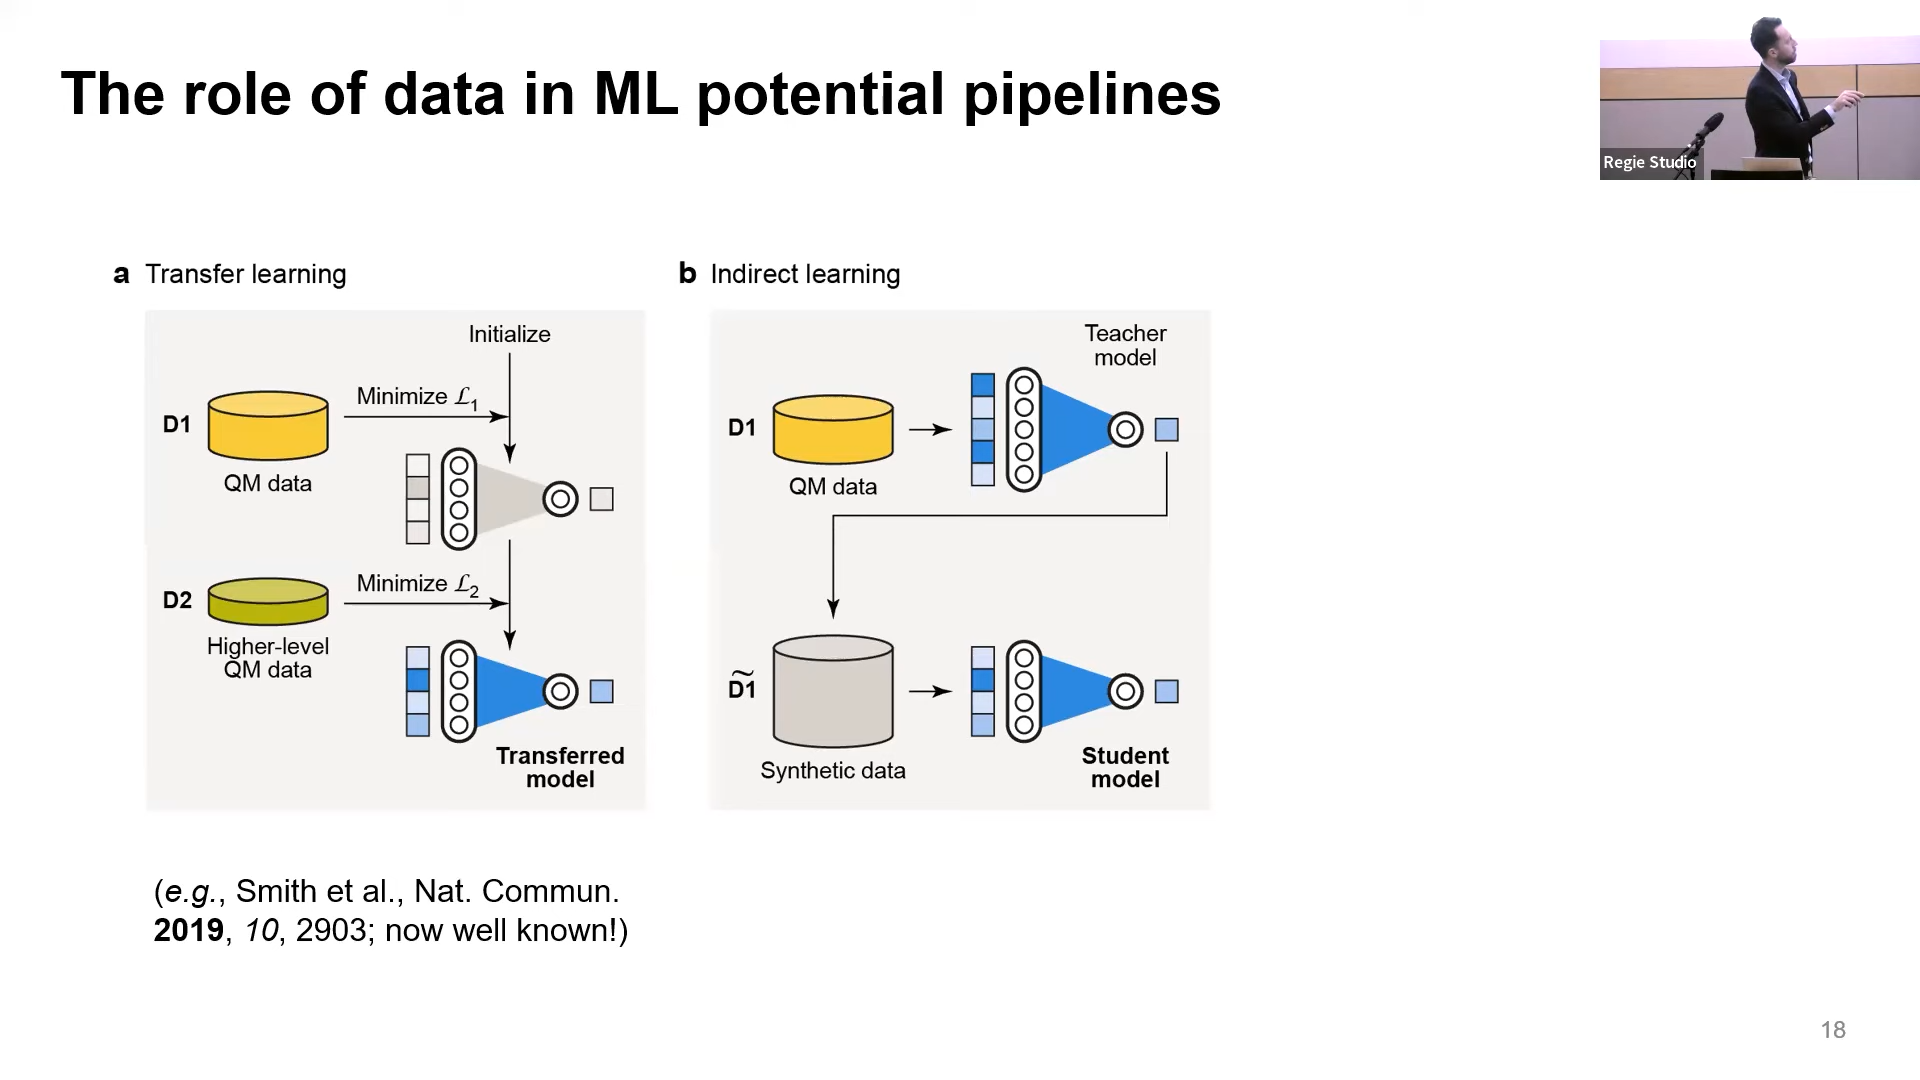 The role of data in ML potential pipelines
Regie Studio
a Transfer learning
Initialize
Minimize ℒ1
D1
QM data
Minimize ℒ2
D2
Higher-level
QM data
Transferred
model
b Indirect learning
Teacher
model
D1
QM data
D̃1
Synthetic data
Student
model
(e.g., Smith et al., Nat. Commun.
2019, 10, 2903; now well known!)
18